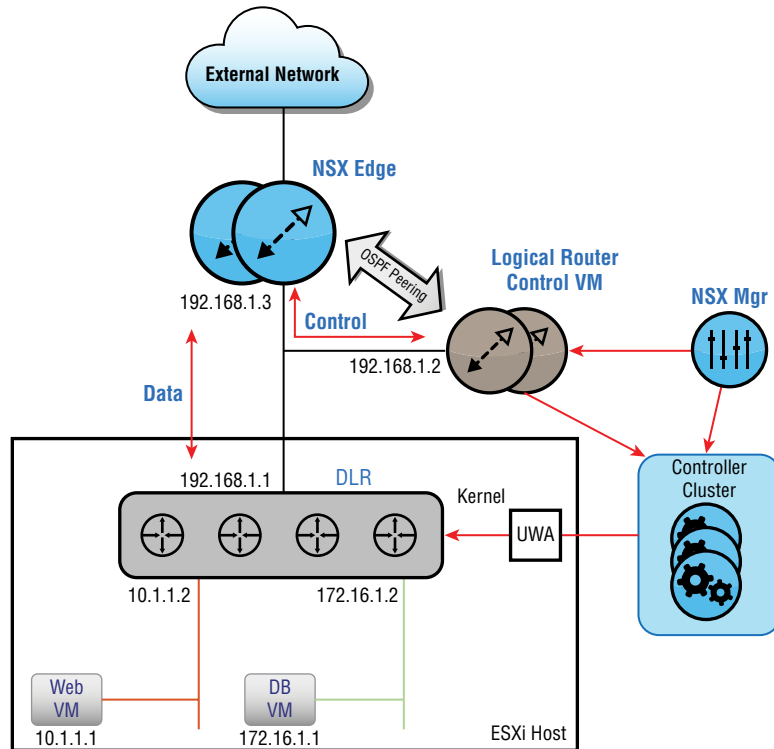 External Network
NSX Edge
OSPF Peering
Logical Router
Control VM
NSX Mgr
192.168.1.3
Control
192.168.1.2
Data
Controller
Cluster
192.168.1.1
DLR
Kernel
UWA
10.1.1.2
172.16.1.2
Web
VM
DB
VM
10.1.1.1
172.16.1.1
ESXi Host